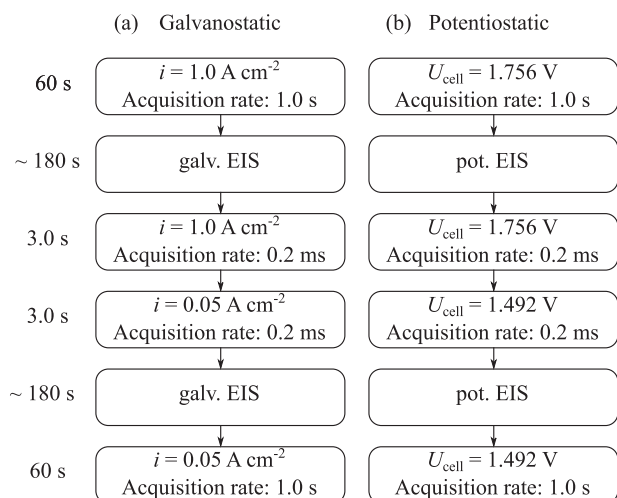 (a) Galvanostatic (b) Potentiostatic
60 s
i = 1.0 A cm⁻²
Acquisition rate: 1.0 s
U_cell = 1.756 V
Acquisition rate: 1.0 s
~ 180 s
galv. EIS
pot. EIS
3.0 s
i = 1.0 A cm⁻²
Acquisition rate: 0.2 ms
U_cell = 1.756 V
Acquisition rate: 0.2 ms
3.0 s
i = 0.05 A cm⁻²
Acquisition rate: 0.2 ms
U_cell = 1.492 V
Acquisition rate: 0.2 ms
~ 180 s
galv. EIS
pot. EIS
60 s
i = 0.05 A cm⁻²
Acquisition rate: 1.0 s
U_cell = 1.492 V
Acquisition rate: 1.0 s